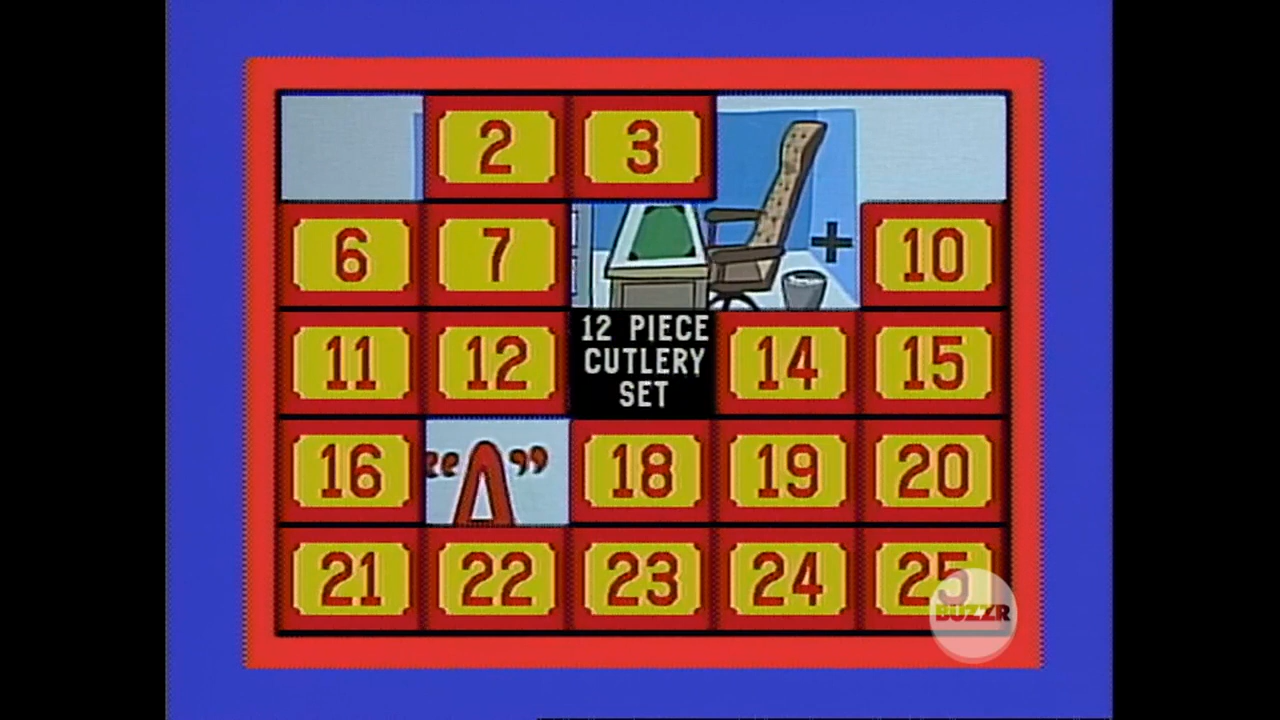 2 3
6 7 + 10
11 12 12 PIECE
CUTLERY
SET 14 15
16 “A” 18 19 20
21 22 23 24 25
BUZZR